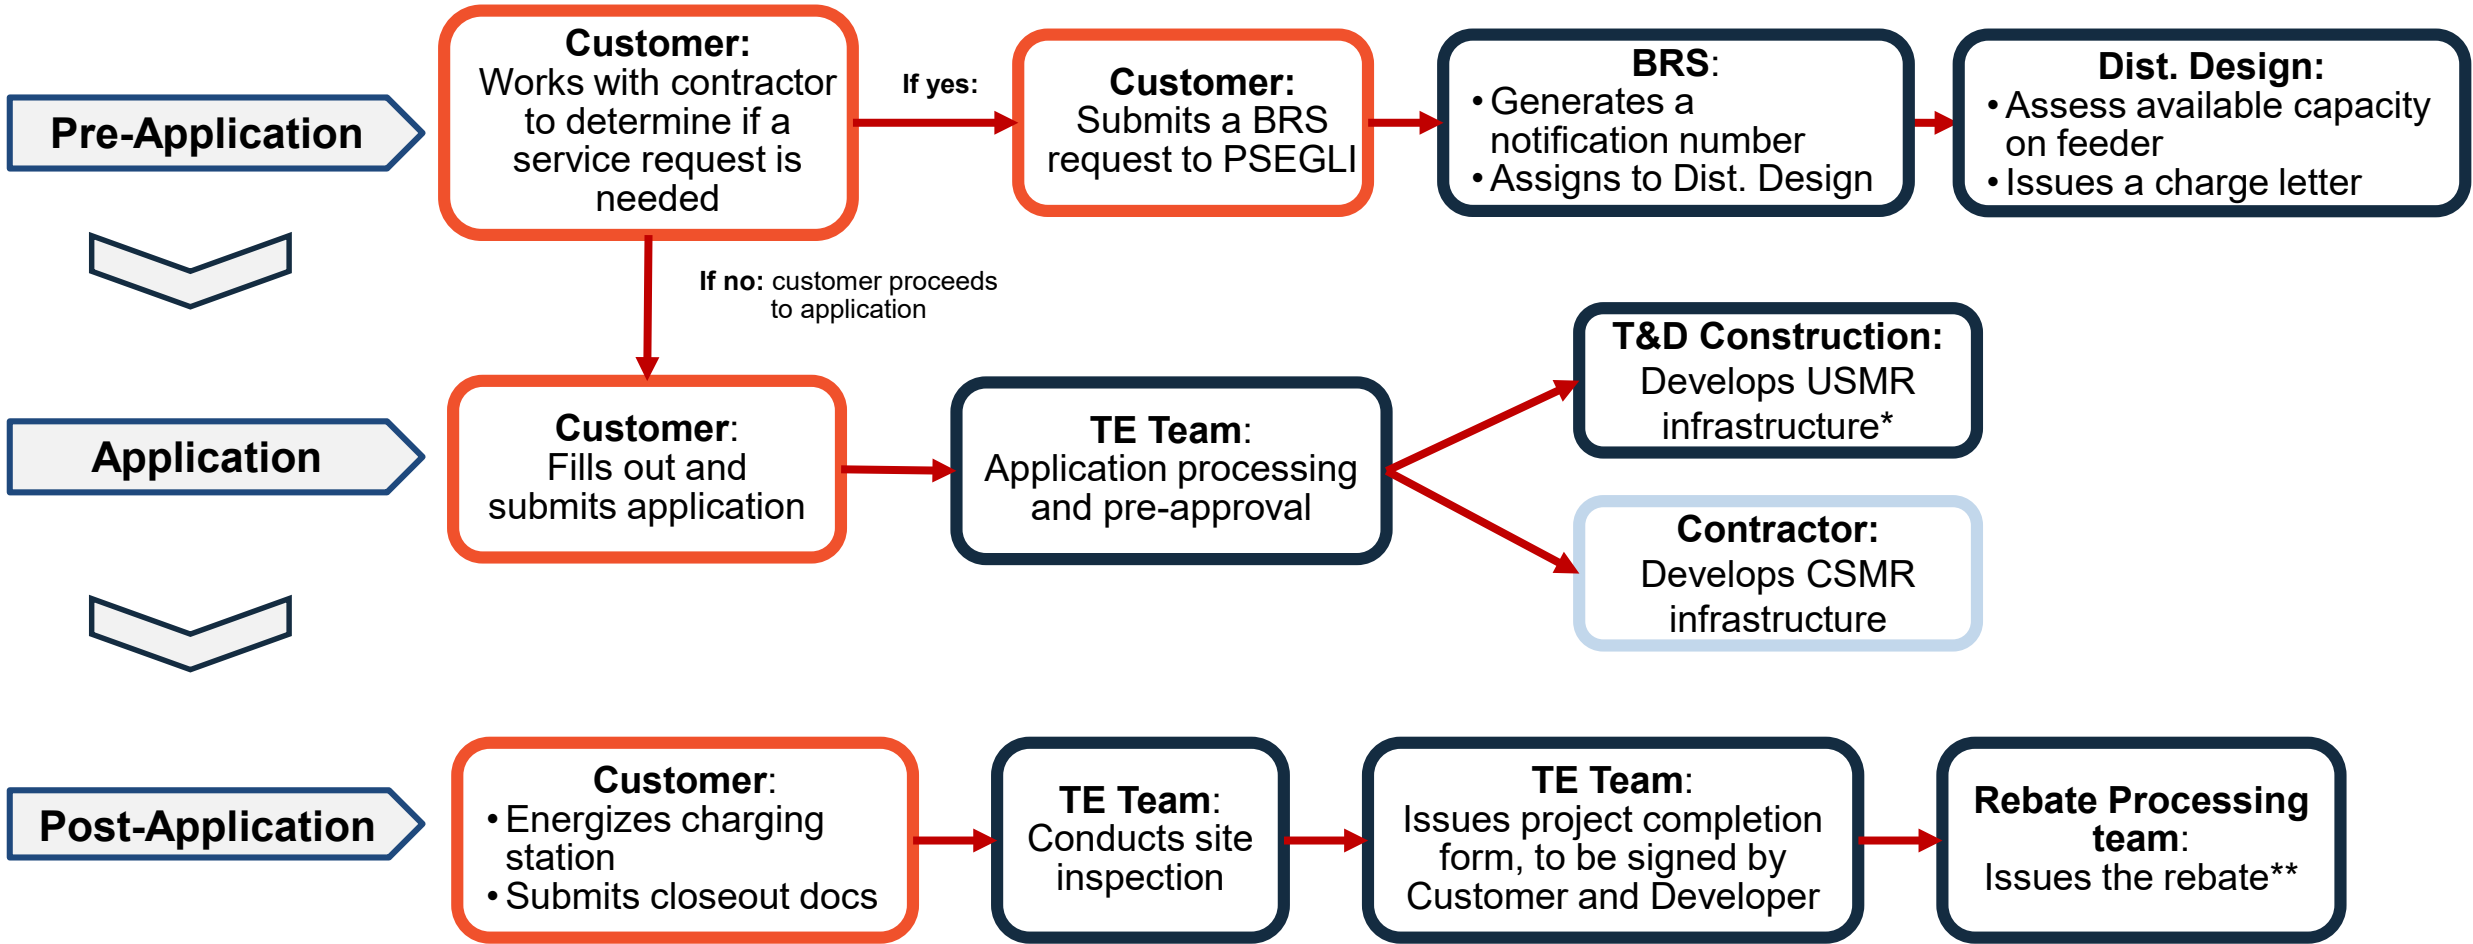 Pre-Application
Customer:
Works with contractor
to determine if a
service request is
needed
If yes:
Customer:
Submits a BRS
request to PSEGLI
BRS:
• Generates a
notification number
• Assigns to Dist. Design
Dist. Design:
• Assess available capacity
on feeder
• Issues a charge letter
If no: customer proceeds
to application
Application
Customer:
Fills out and
submits application
TE Team:
Application processing
and pre-approval
T&D Construction:
Develops USMR
infrastructure*
Contractor:
Develops CSMR
infrastructure
Post-Application
Customer:
• Energizes charging
station
• Submits closeout docs
TE Team:
Conducts site
inspection
TE Team:
Issues project completion
form, to be signed by
Customer and Developer
Rebate Processing
team:
Issues the rebate**